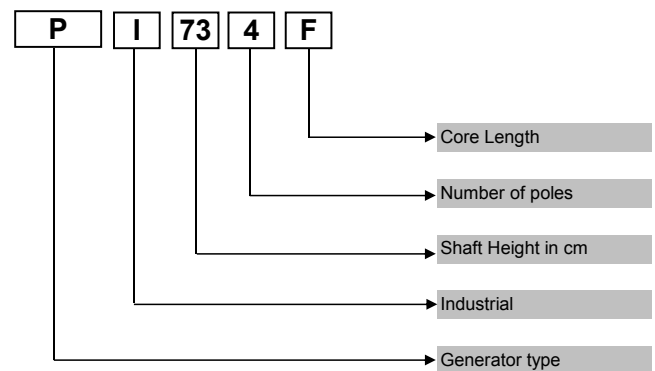 P I 73 4 F
Core Length
Number of poles
Shaft Height in cm
Industrial
Generator type